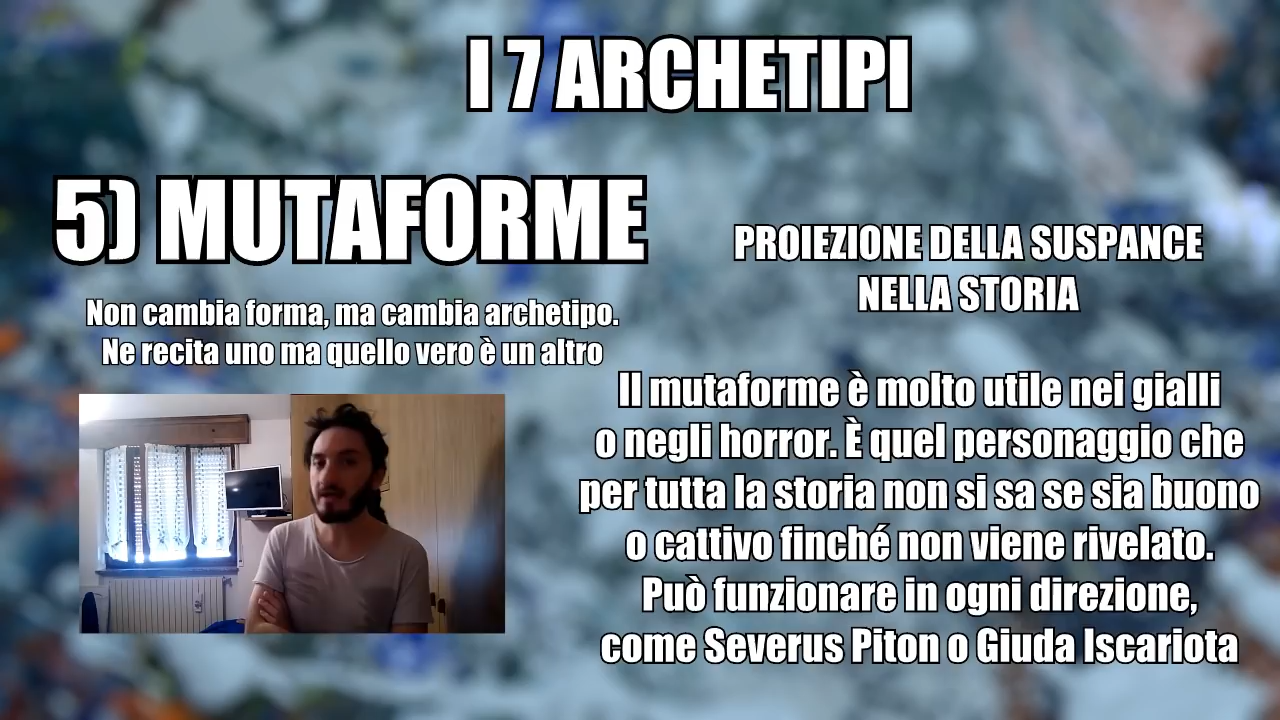 I 7 ARCHETIPI
5) MUTAFORME
Non cambia forma, ma cambia archetipo.
Ne recita uno ma quello vero è un altro
PROIEZIONE DELLA SUSPANCE
NELLA STORIA
Il mutaforme è molto utile nei gialli
o negli horror. È quel personaggio che
per tutta la storia non si sa se sia buono
o cattivo finché non viene rivelato.
Può funzionare in ogni direzione,
come Severus Piton o Giuda Iscariota